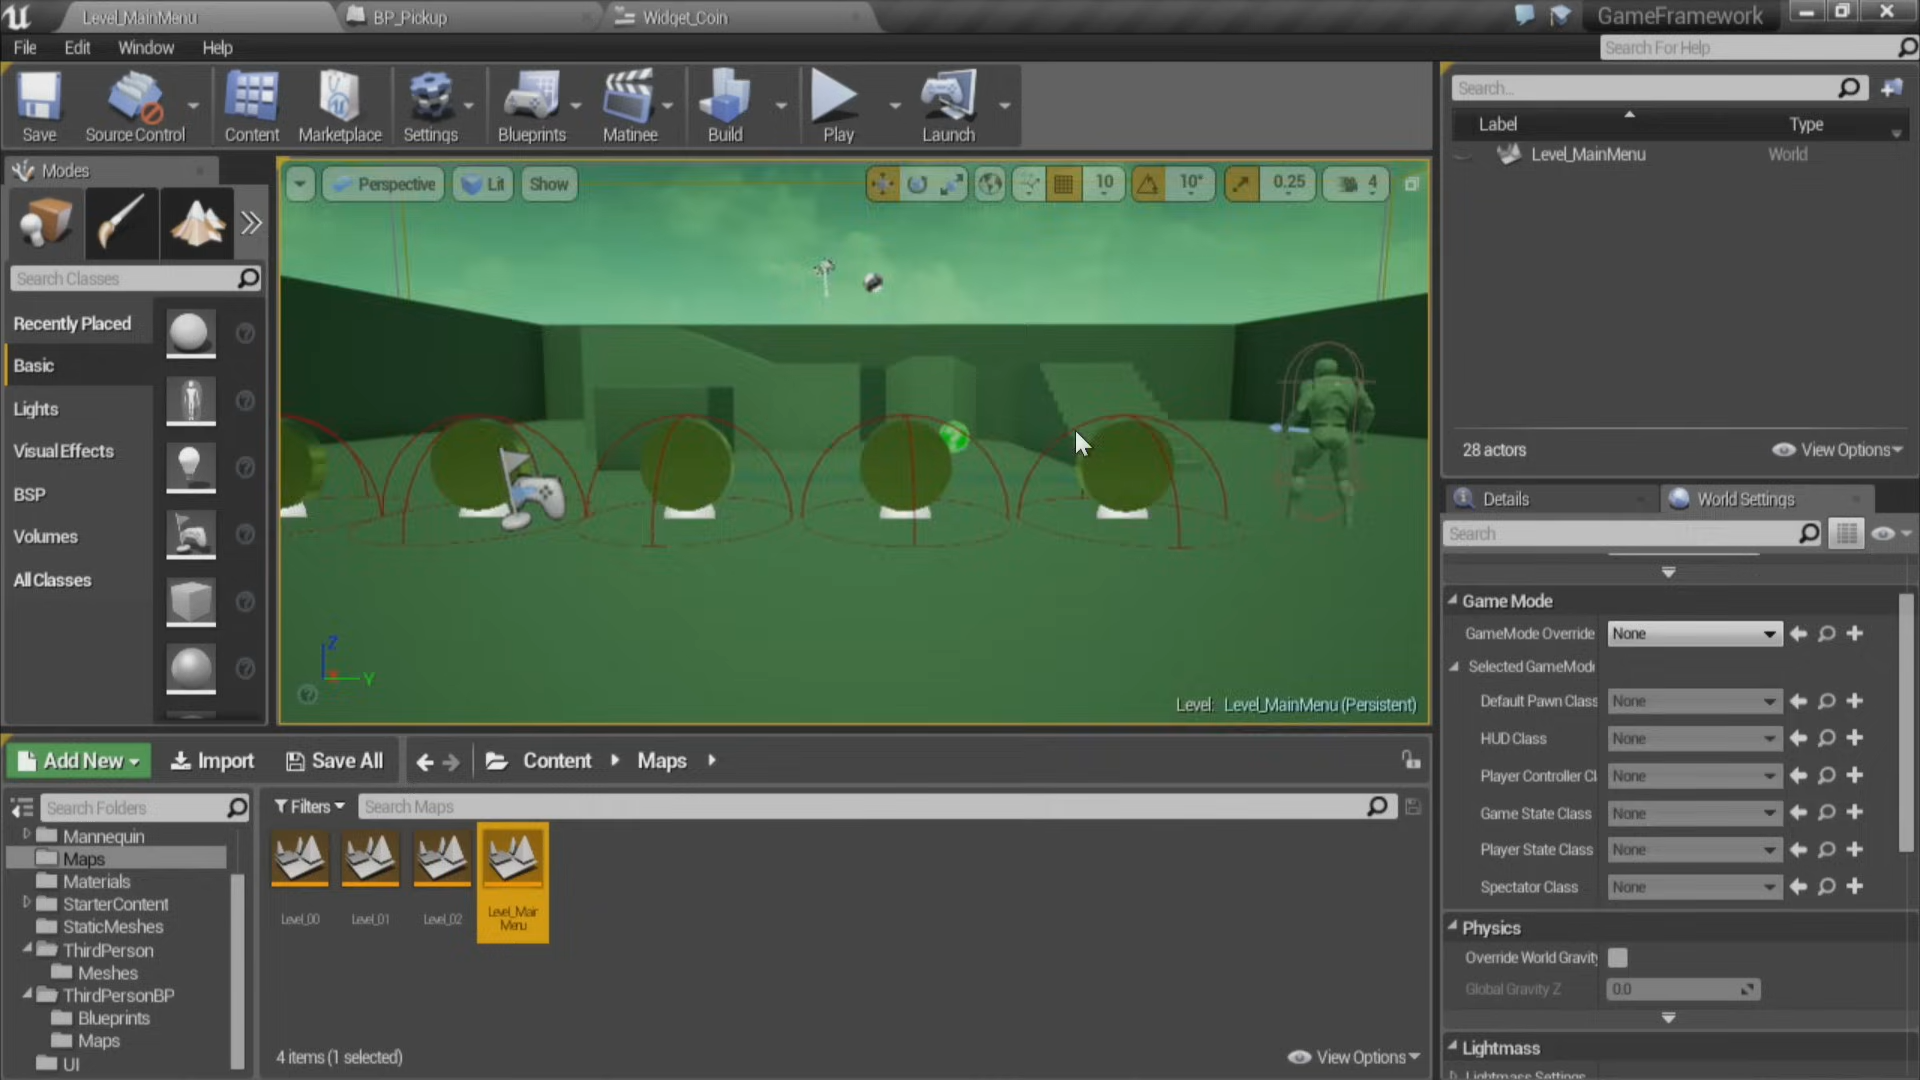 Level_MainMenu
BP_Pickup
Widget_Coin
GameFramework
File Edit Window Help
Search For Help
Save
Source Control
Content
Marketplace
Settings
Blueprints
Matinee
Build
Play
Launch
Search...
Label
Type
Level_MainMenu
World
28 actors
View Options
Modes
Search Classes
Recently Placed
Basic
Lights
Visual Effects
BSP
Volumes
All Classes
Perspective
Lit
Show
10
10°
0.25
4
Z
Y
Level: Level_MainMenu (Persistent)
Details
World Settings
Search
Game Mode
GameMode Override None
Selected GameMod
Default Pawn Class None
HUD Class None
Player Controller Cl None
Game State Class None
Player State Class None
Spectator Class None
Physics
Override World Gravit
Global Gravity Z 0.0
Lightmass
Lightmass Settings
Add New
Import
Save All
Content
Maps
Search Folders
Filters
Search Maps
Mannequin
Maps
Materials
StarterContent
StaticMeshes
ThirdPerson
Meshes
ThirdPersonBP
Blueprints
Maps
UI
Level_00
Level_01
Level_02
Level_Main
Menu
4 items (1 selected)
View Options